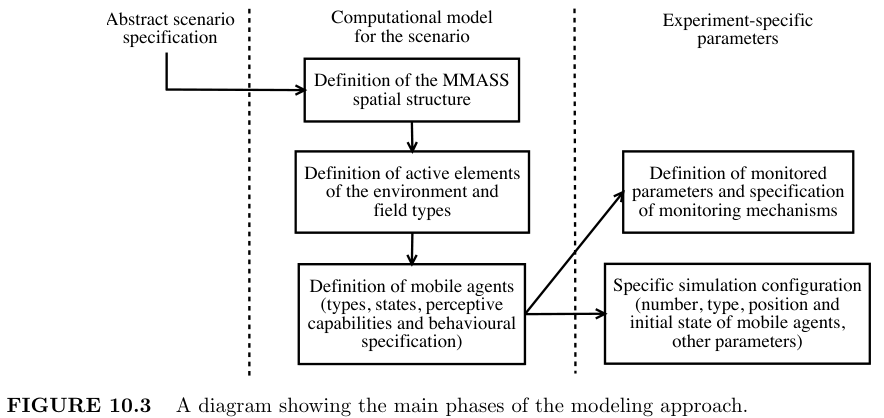 Abstract scenario
specification
Computational model
for the scenario
Experiment-specific
parameters
Definition of the MMASS
spatial structure
Definition of active elements
of the environment and
field types
Definition of monitored
parameters and specification
of monitoring mechanisms
Definition of mobile agents
(types, states, perceptive
capabilities and behavioural
specification)
Specific simulation configuration
(number, type, position and
initial state of mobile agents,
other parameters)
FIGURE 10.3 A diagram showing the main phases of the modeling approach.